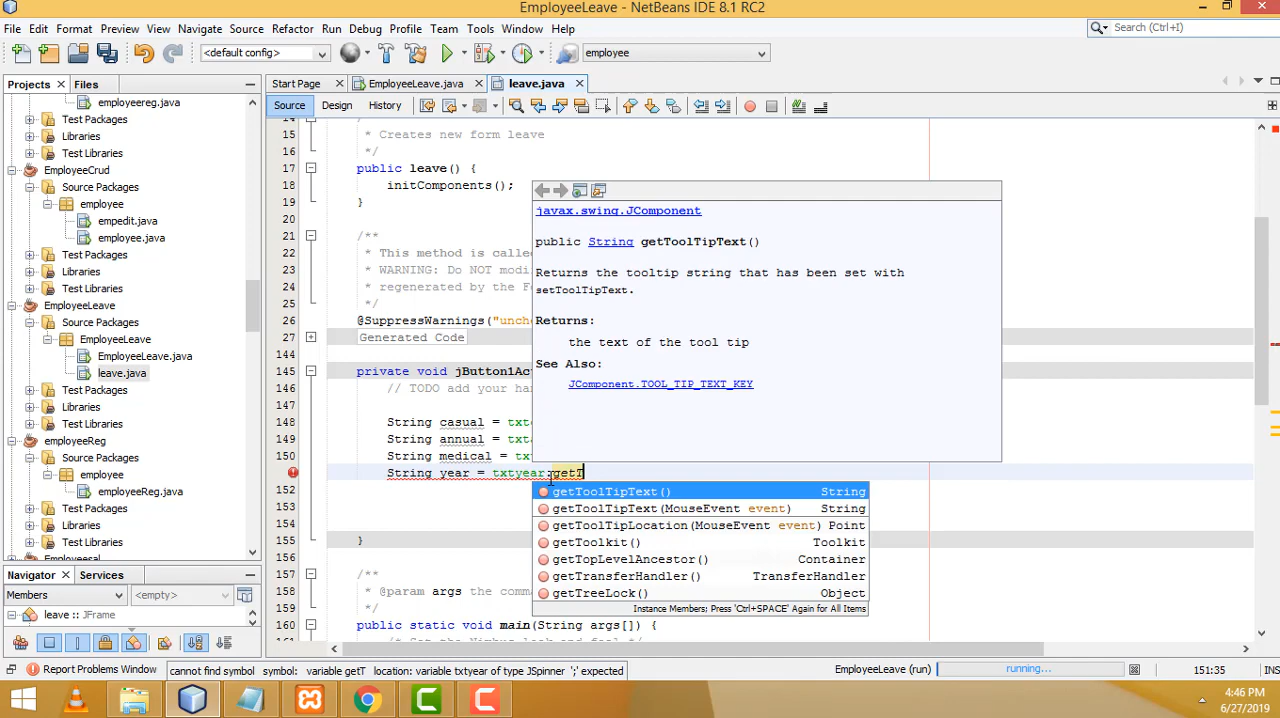 EmployeeLeave - NetBeans IDE 8.1 RC2
File Edit Format Preview View Navigate Source Refactor Run Debug Profile Team Tools Window Help
Search (Ctrl+I)
<default config>
employee
Projects Files
Start Page EmployeeLeave.java leave.java
Source Design History
employeereg.java
Test Packages
Libraries
Test Libraries
EmployeeCrud
Source Packages
employee
empedit.java
employee.java
Test Packages
Libraries
Test Libraries
EmployeeLeave
Source Packages
EmployeeLeave
EmployeeLeave.java
leave.java
Test Packages
Libraries
Test Libraries
employeeReg
Source Packages
employee
employeeReg.java
Test Packages
Libraries
Test Libraries
Navigator Services
Members <empty>
leave :: JFrame
14
15 * Creates new form leave
16 */
17 public leave() {
18 initComponents();
19 }
20
21 /**
22 * This method is called
23 * WARNING: Do NOT modi
24 * regenerated by the Fo
25 */
26 @SuppressWarnings("unche
27 Generated Code
144
145 private void jButton1Act
146 // TODO add your han
147
148 String casual = txt
149 String annual = txt
150 String medical = txt
String year = txtyear.getT
152
153
154
155 }
156
157 /**
158 * @param args the comma
159 */
160 public static void main(String args[]) {
javax.swing.JComponent
public String getToolTipText()
Returns the tooltip string that has been set with
setToolTipText.
Returns:
the text of the tool tip
See Also:
JComponent.TOOL_TIP_TEXT_KEY
getToolTipText() String
getToolTipText(MouseEvent event) String
getToolTipLocation(MouseEvent event) Point
getToolkit() Toolkit
getTopLevelAncestor() Container
getTransferHandler() TransferHandler
getTreeLock() Object
Instance Members; Press 'Ctrl+SPACE' Again for All Items
Report Problems Window
cannot find symbol symbol: variable getT location: variable txtyear of type JSpinner ';' expected
EmployeeLeave (run) running... 151:35 INS
4:46 PM
6/27/2019